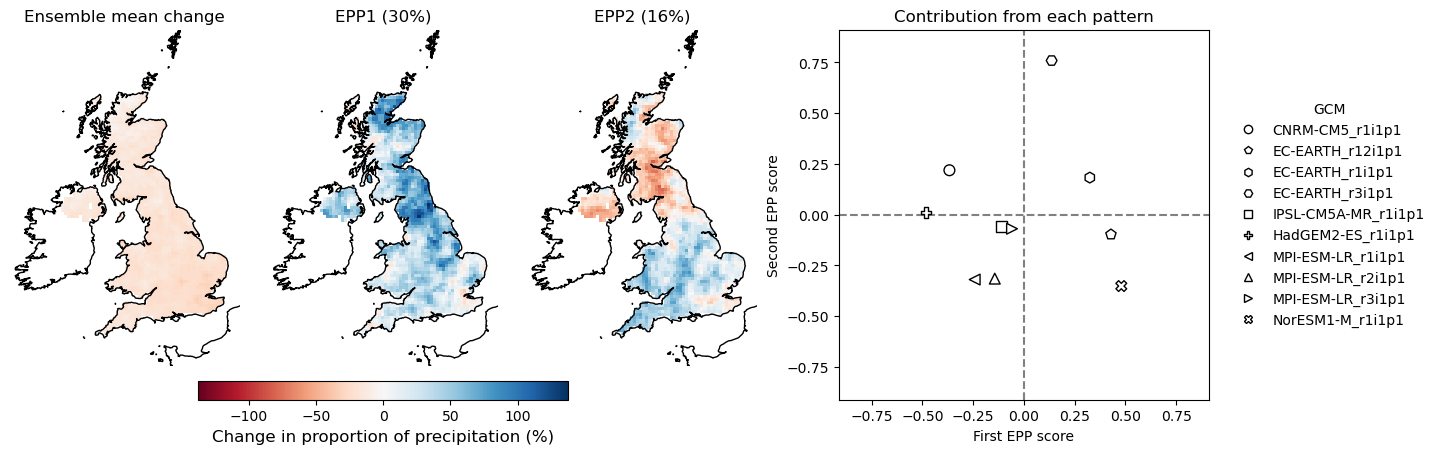 Ensemble mean change
EPP1 (30%)
EPP2 (16%)
−100
−50
0
50
100
Change in proportion of precipitation (%)
Contribution from each pattern
Second EPP score
0.75
0.50
0.25
0.00
−0.25
−0.50
−0.75
−0.75
−0.50
−0.25
0.00
0.25
0.50
0.75
First EPP score
GCM
CNRM-CM5_r1i1p1
EC-EARTH_r12i1p1
EC-EARTH_r1i1p1
EC-EARTH_r3i1p1
IPSL-CM5A-MR_r1i1p1
HadGEM2-ES_r1i1p1
MPI-ESM-LR_r1i1p1
MPI-ESM-LR_r2i1p1
MPI-ESM-LR_r3i1p1
NorESM1-M_r1i1p1